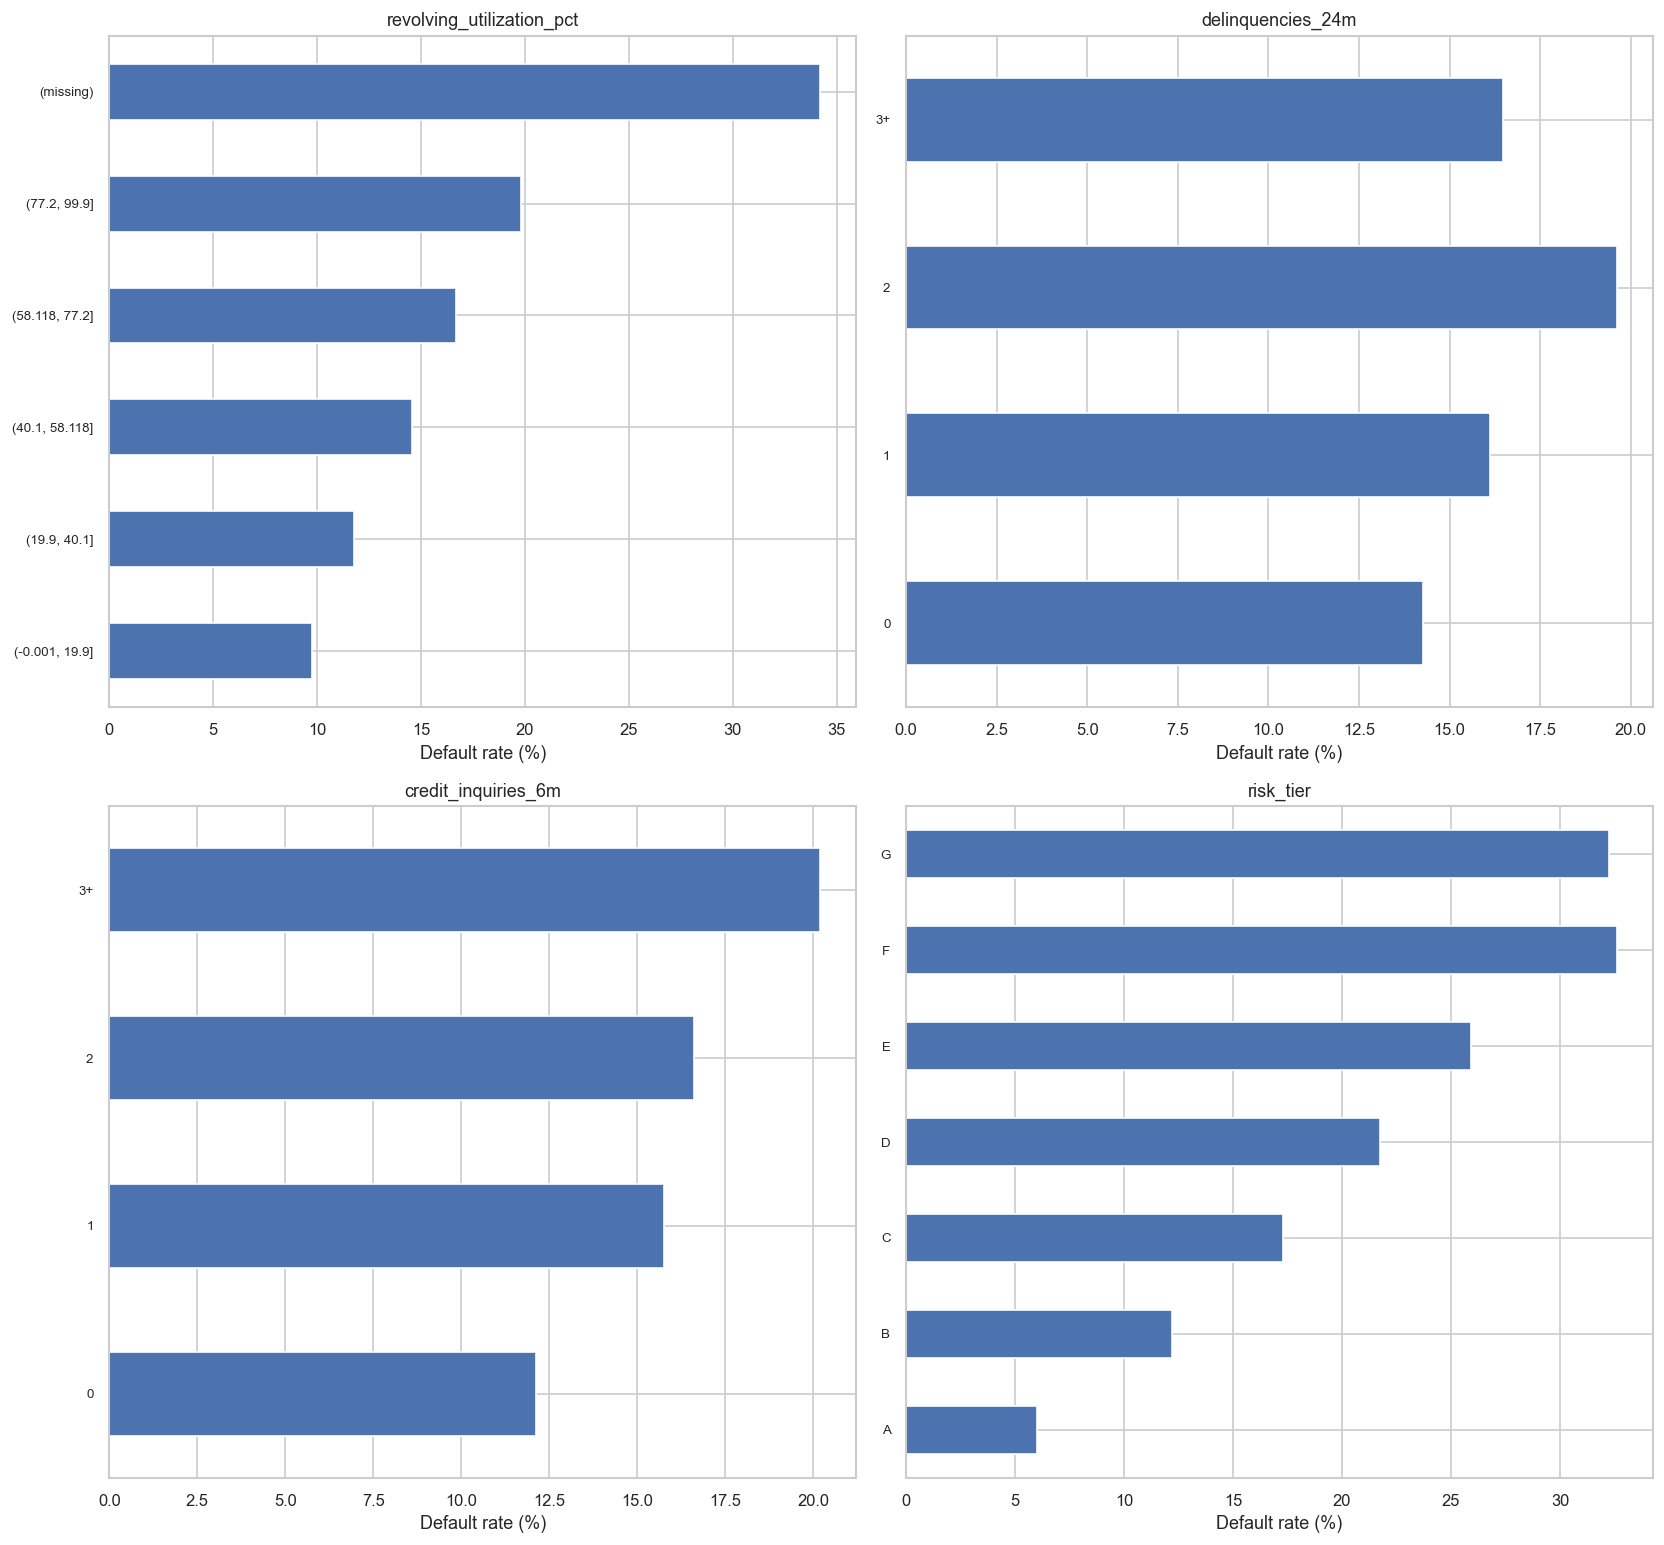 revolving_utilization_pct
(missing)
(77.2, 99.9]
(58.118, 77.2]
(40.1, 58.118]
(19.9, 40.1]
(-0.001, 19.9]
0 5 10 15 20 25 30 35
Default rate (%)
delinquencies_24m
3+
2
1
0
0.0 2.5 5.0 7.5 10.0 12.5 15.0 17.5 20.0
Default rate (%)
credit_inquiries_6m
3+
2
1
0
0.0 2.5 5.0 7.5 10.0 12.5 15.0 17.5 20.0
Default rate (%)
risk_tier
G
F
E
D
C
B
A
0 5 10 15 20 25 30
Default rate (%)